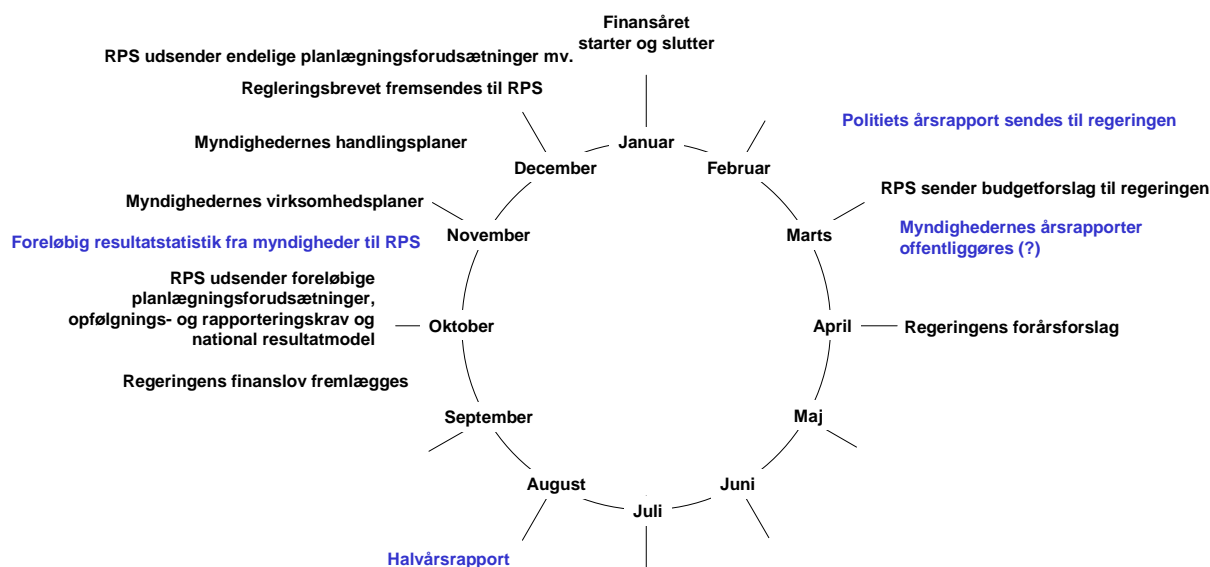 Finansåret
starter og slutter
RPS udsender endelige planlægningsforudsætninger mv.
Regleringsbrevet fremsendes til RPS
Politiets årsrapport sendes til regeringen
Myndighedernes handlingsplaner
Januar
December
Februar
RPS sender budgetforslag til regeringen
Myndighedernes virksomhedsplaner
Foreløbig resultatstatistik fra myndigheder til RPS
November
Marts
Myndighedernes årsrapporter
offentliggøres (?)
RPS udsender foreløbige
planlægningsforudsætninger,
opfølgnings- og rapporteringskrav og
national resultatmodel
Oktober
April
Regeringens forårsforslag
Regeringens finanslov fremlægges
September
Maj
August
Juni
Juli
Halvårsrapport